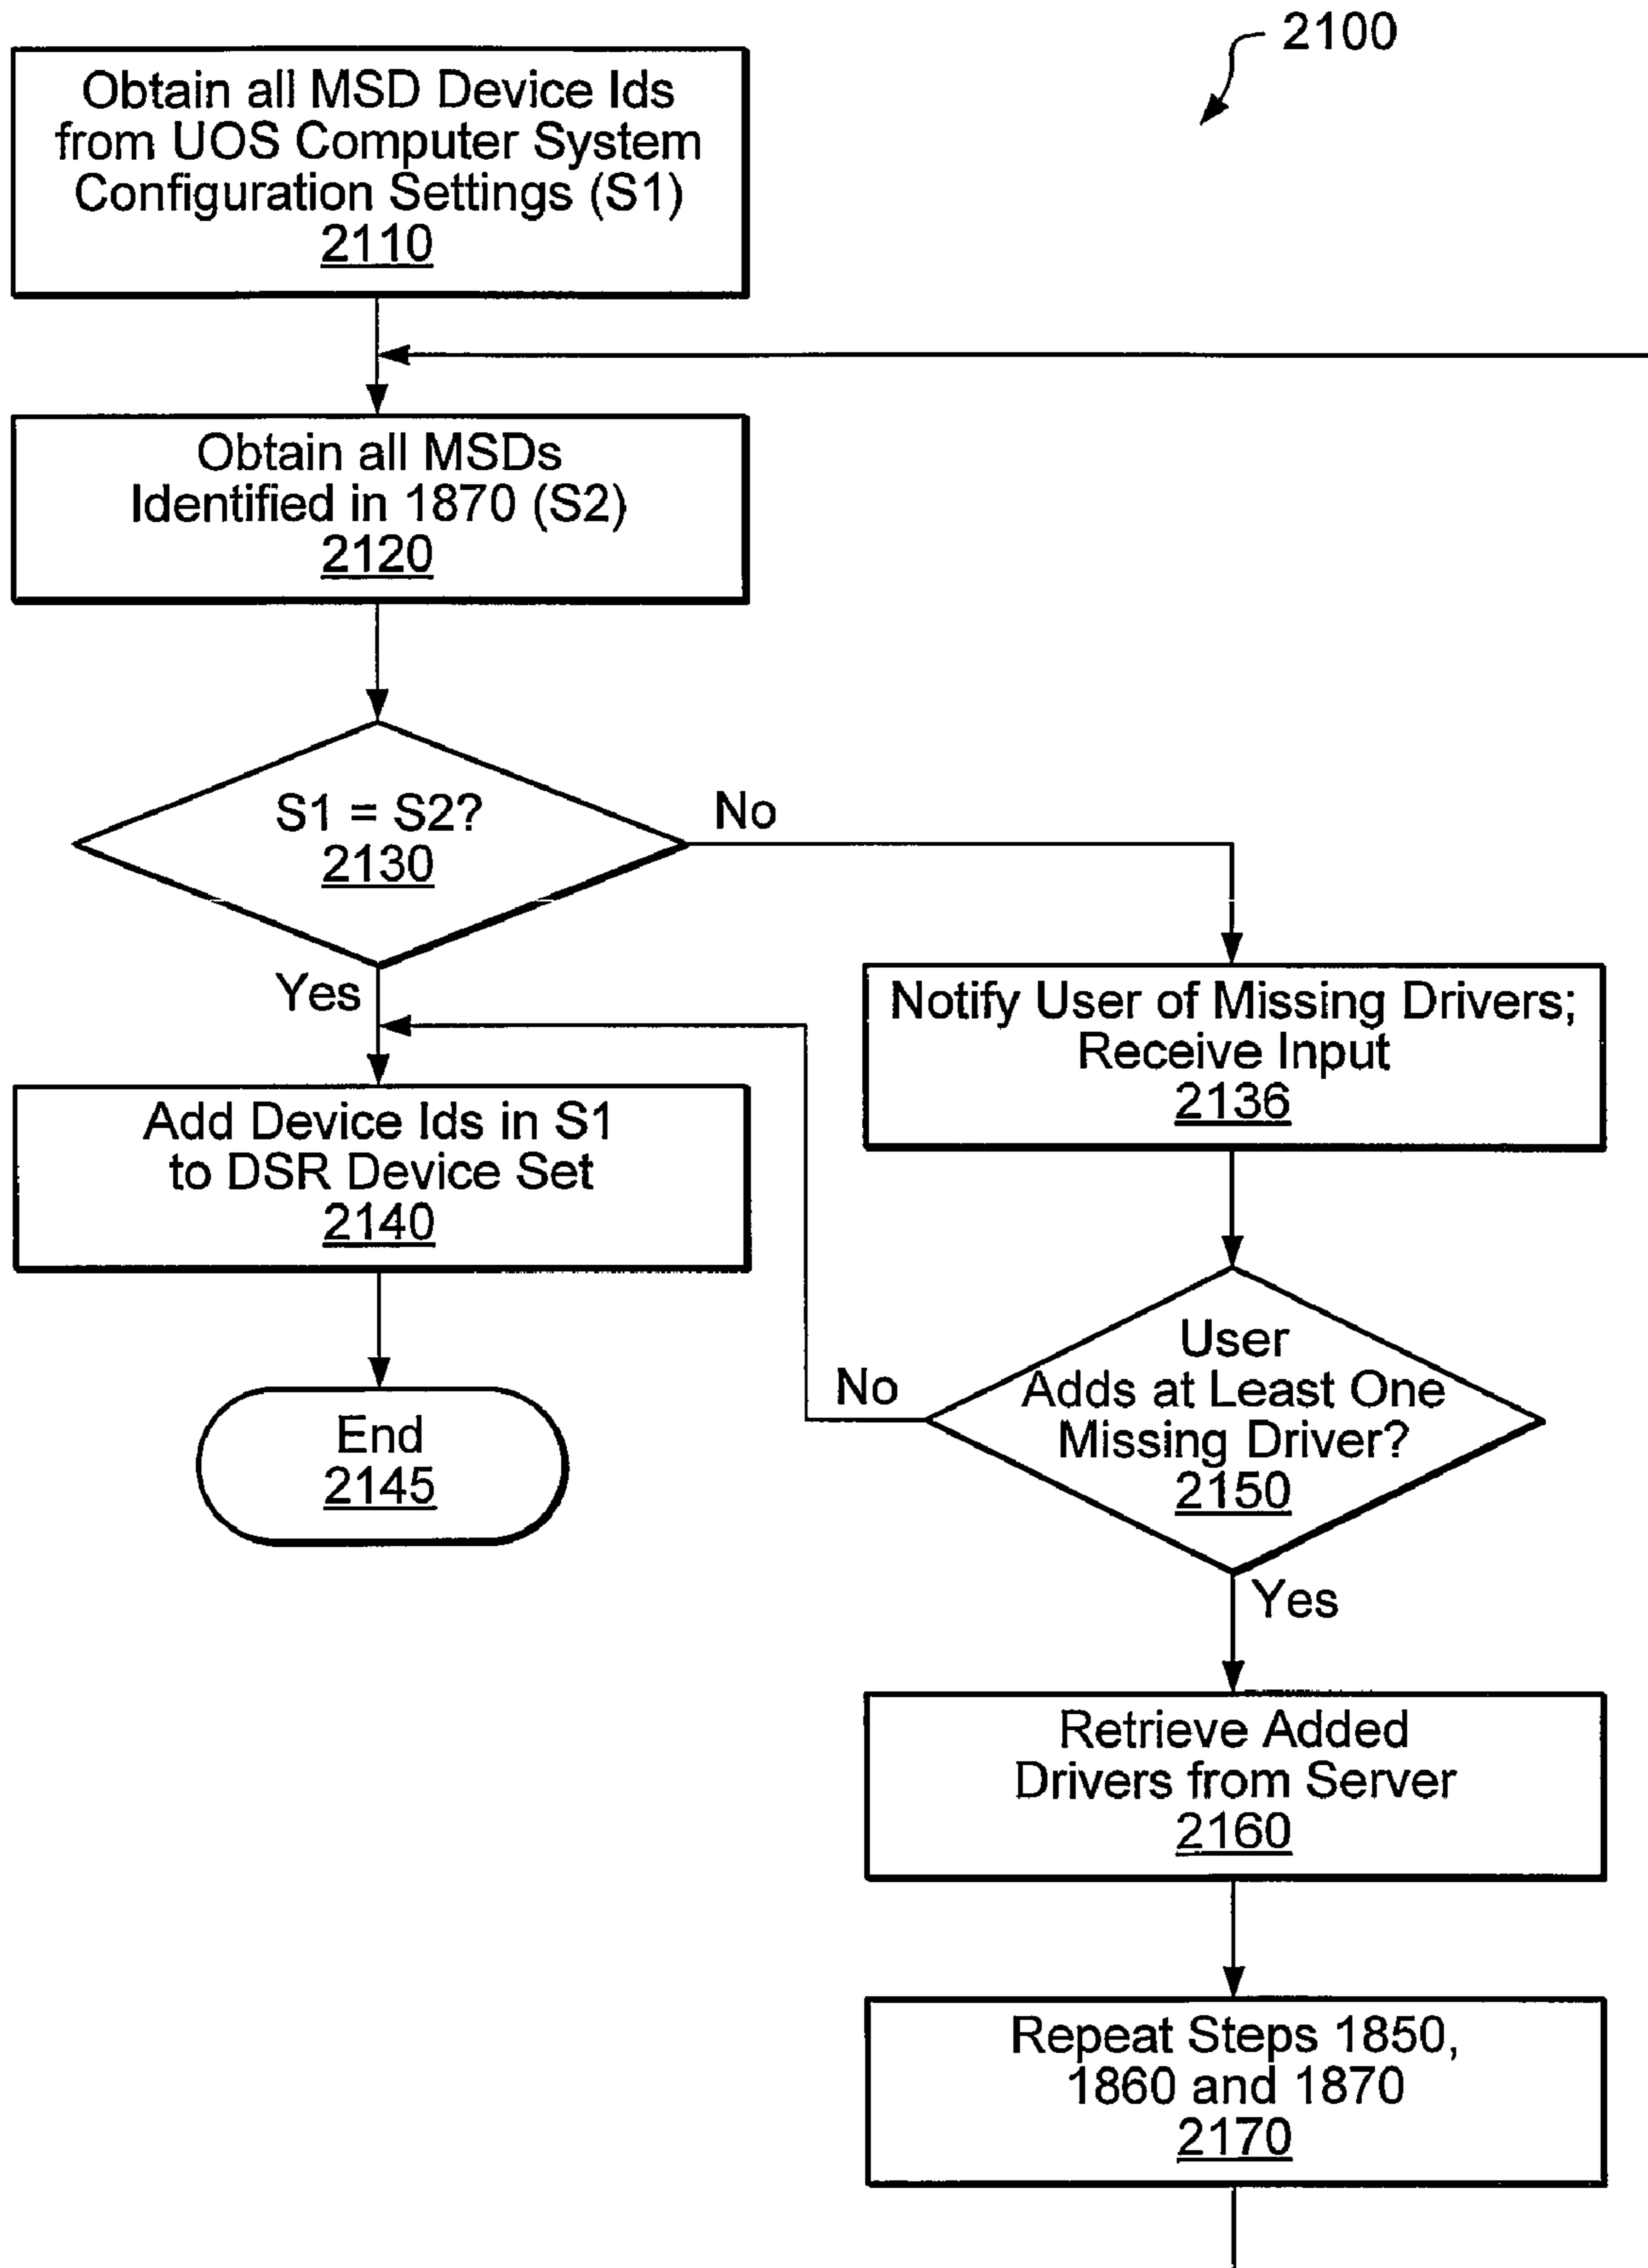 2100
Obtain all MSD Device Ids
from UOS Computer System
Configuration Settings (S1)
2110
Obtain all MSDs
Identified in 1870 (S2)
2120
S1 = S2?
2130
No
Yes
Notify User of Missing Drivers;
Receive Input
2136
Add Device Ids in S1
to DSR Device Set
2140
End
2145
User
Adds at Least One
Missing Driver?
2150
No
Yes
Retrieve Added
Drivers from Server
2160
Repeat Steps 1850,
1860 and 1870
2170